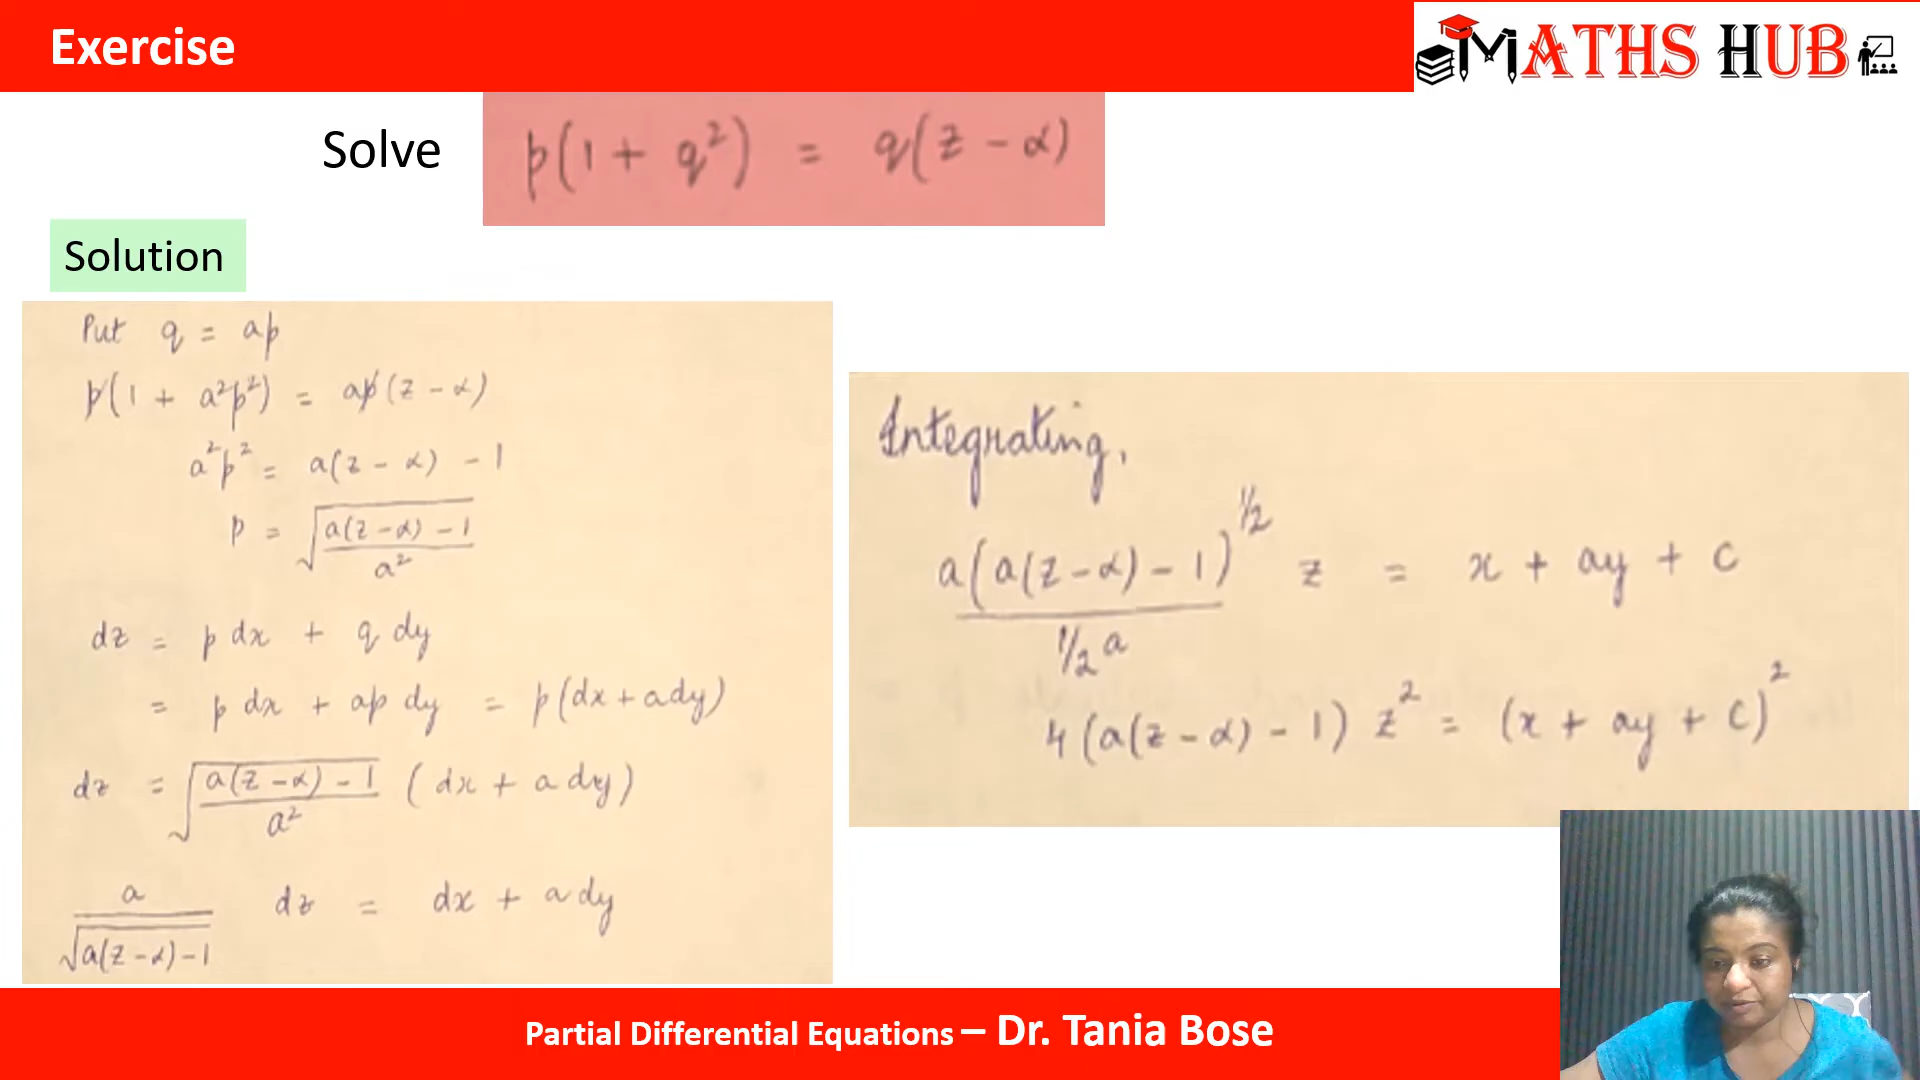 Exercise
MATHS HUB
Solve p(1 + q²) = q(z - α)
Solution
Put q = ap
p(1 + a²p²) = ap(z - α)
a²p² = a(z - α) - 1
p = √((a(z - α) - 1)/a²)
dz = p dx + q dy
= p dx + ap dy = p(dx + a dy)
dz = √((a(z - α) - 1)/a²) (dx + a dy)
a/√(a(z - α) - 1) dz = dx + a dy
Integrating,
a(a(z - α) - 1)^½ / ½ a z = x + ay + c
4(a(z - α) - 1) z² = (x + ay + c)²
Partial Differential Equations – Dr. Tania Bose